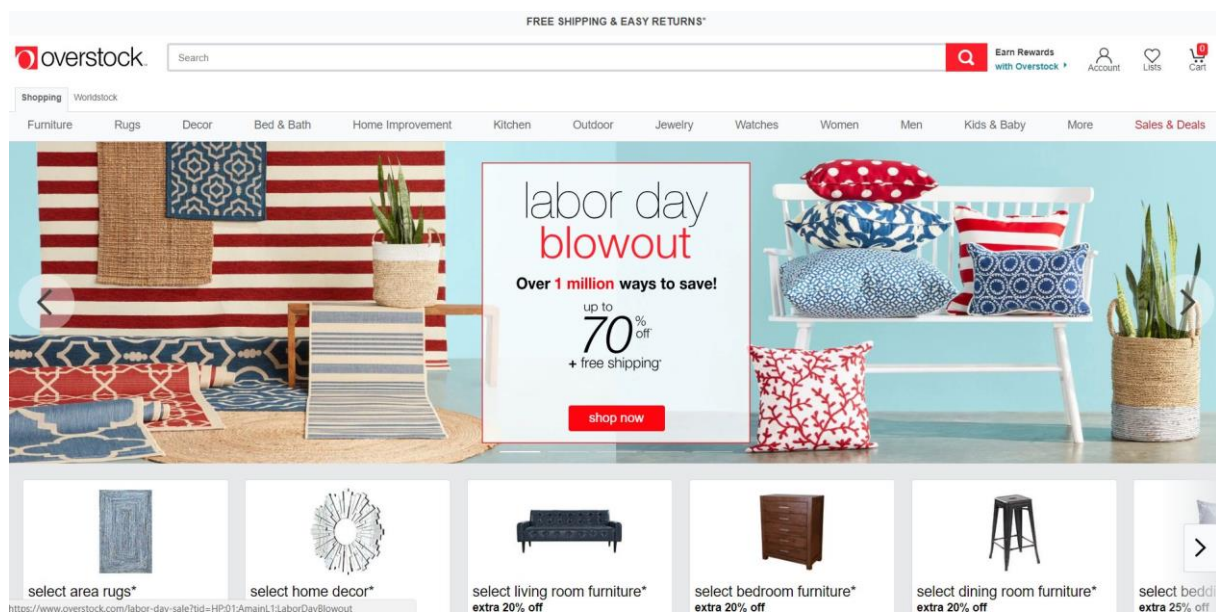 FREE SHIPPING & EASY RETURNS*
overstock.
Search
Earn Rewards
with Overstock
Account
Lists
0
Cart
Shopping Worldstock
Furniture Rugs Decor Bed & Bath Home Improvement Kitchen Outdoor Jewelry Watches Women Men Kids & Baby More Sales & Deals
labor day
blowout
Over 1 million ways to save!
up to
70% off*
+ free shipping*
shop now
select area rugs*
select home decor*
select living room furniture*
extra 20% off
select bedroom furniture*
extra 20% off
select dining room furniture*
extra 20% off
select beddi
extra 25% off
https://www.overstock.com/labor-day-sale?tid=HP:01:AmainL1:LaborDayBlowout